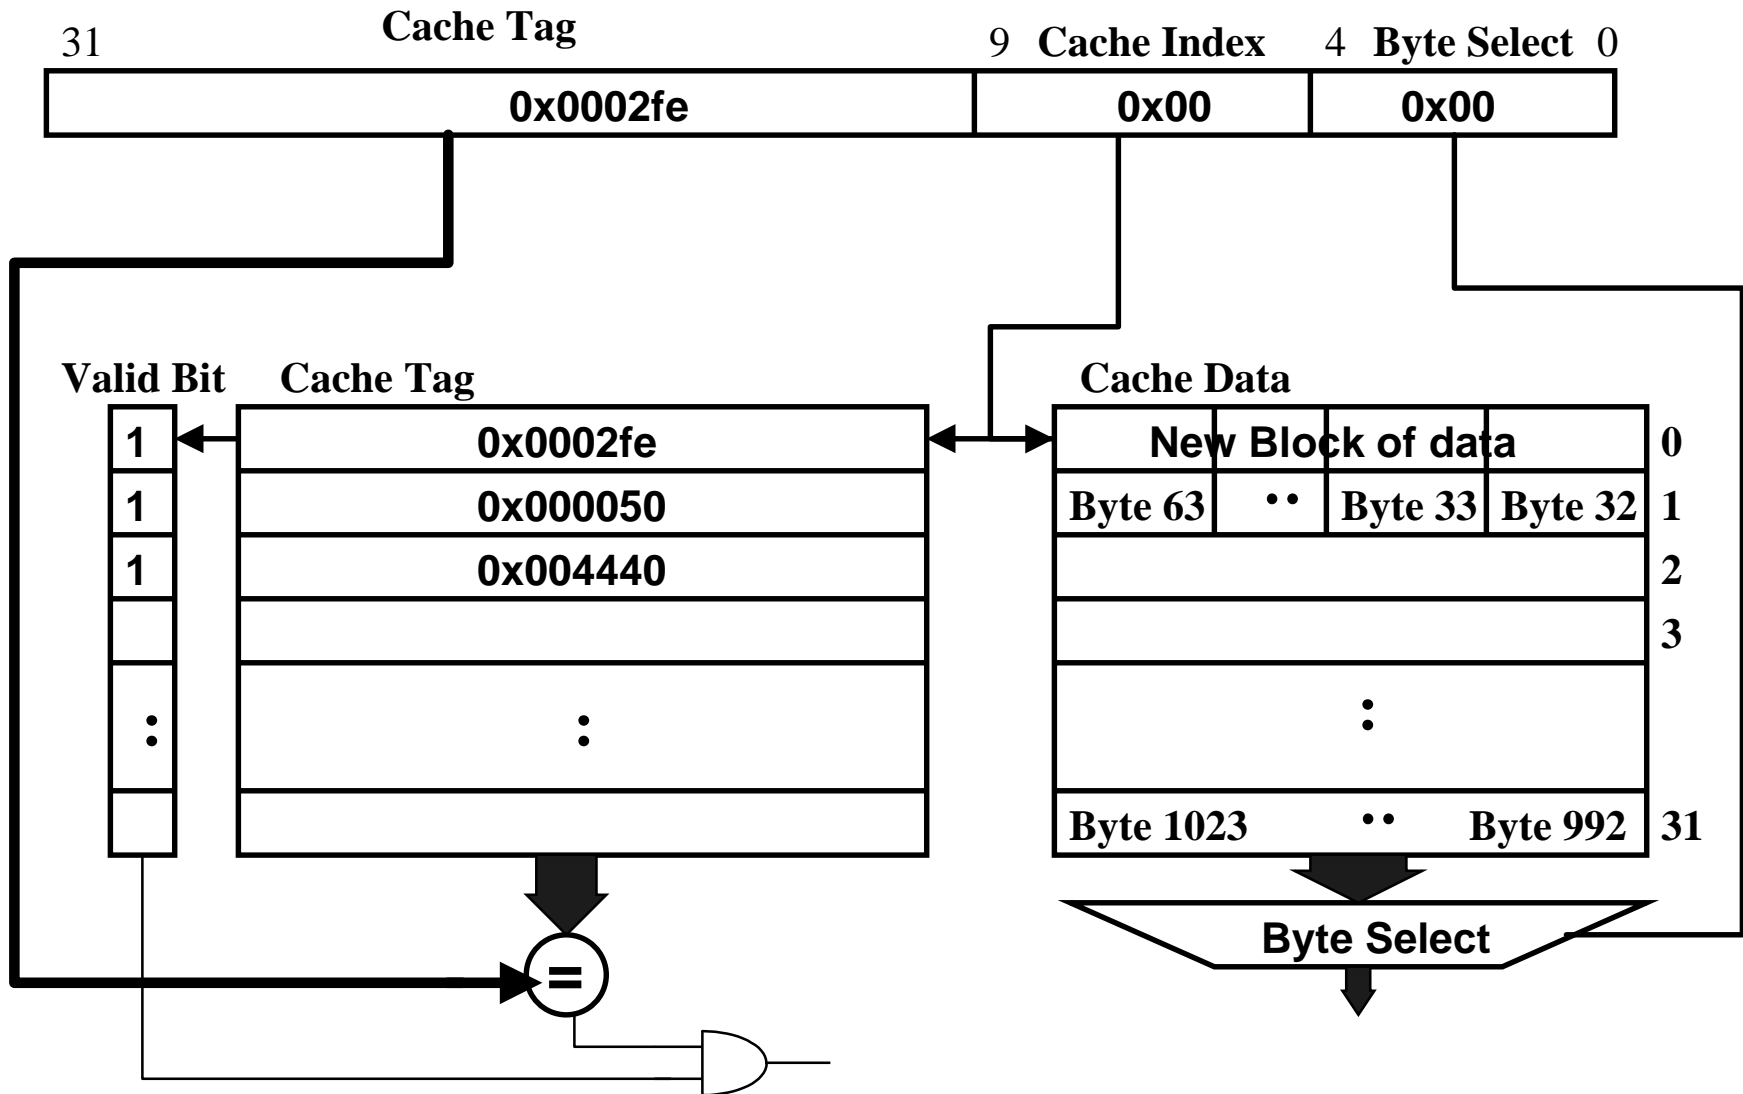 31 Cache Tag 9 Cache Index 4 Byte Select 0
0x0002fe 0x00 0x00
Valid Bit Cache Tag Cache Data
1 0x0002fe New Block of data 0
1 0x000050 Byte 63 .. Byte 33 Byte 32 1
1 0x004440 2
3
: : :
Byte 1023 .. Byte 992 31
Byte Select
=